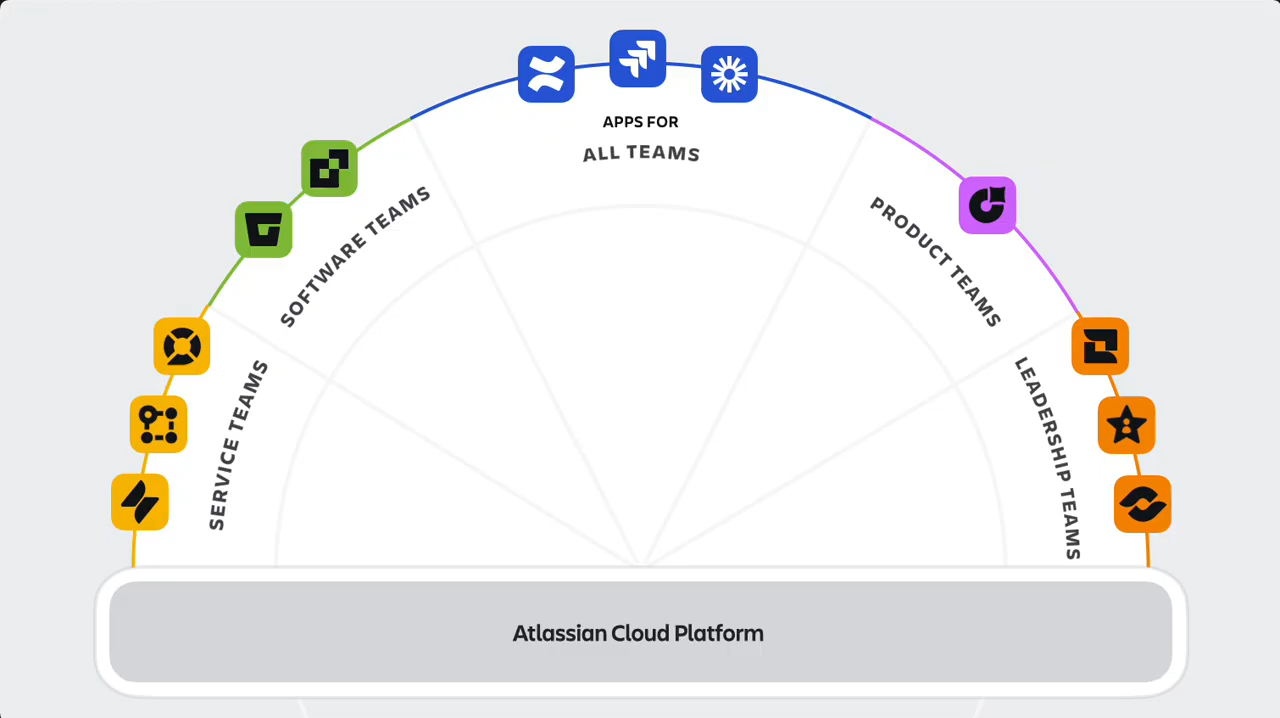 APPS FOR
ALL TEAMS
SOFTWARE TEAMS
PRODUCT TEAMS
SERVICE TEAMS
LEADERSHIP TEAMS
Atlassian Cloud Platform